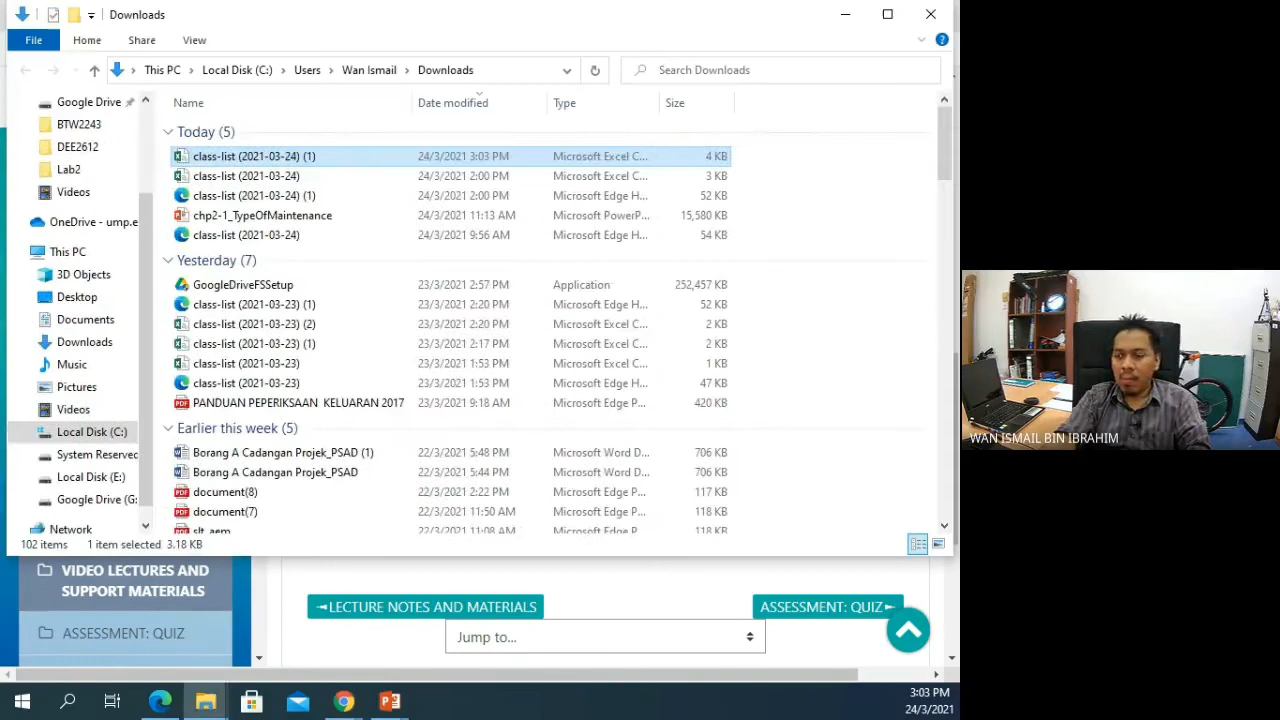 Downloads
File Home Share View
This PC Local Disk (C:) Users Wan Ismail Downloads
Search Downloads
Name Date modified Type Size
Google Drive
BTW2243
DEE2612
Lab2
Videos
OneDrive - ump.e
This PC
3D Objects
Desktop
Documents
Downloads
Music
Pictures
Videos
Local Disk (C:)
System Reserved
Local Disk (E:)
Google Drive (G:
Network
Today (5)
class-list (2021-03-24) (1) 24/3/2021 3:03 PM Microsoft Excel C... 4 KB
class-list (2021-03-24) 24/3/2021 2:00 PM Microsoft Excel C... 3 KB
class-list (2021-03-24) (1) 24/3/2021 2:00 PM Microsoft Edge H... 52 KB
chp2-1_TypeOfMaintenance 24/3/2021 11:13 AM Microsoft PowerP... 15,580 KB
class-list (2021-03-24) 24/3/2021 9:56 AM Microsoft Edge H... 54 KB
Yesterday (7)
GoogleDriveFSSetup 23/3/2021 2:57 PM Application 252,457 KB
class-list (2021-03-23) (1) 23/3/2021 2:20 PM Microsoft Edge H... 52 KB
class-list (2021-03-23) (2) 23/3/2021 2:20 PM Microsoft Excel C... 2 KB
class-list (2021-03-23) (1) 23/3/2021 2:17 PM Microsoft Excel C... 2 KB
class-list (2021-03-23) 23/3/2021 1:53 PM Microsoft Excel C... 1 KB
class-list (2021-03-23) 23/3/2021 1:53 PM Microsoft Edge H... 47 KB
PANDUAN PEPERIKSAAN KELUARAN 2017 23/3/2021 9:18 AM Microsoft Edge P... 420 KB
Earlier this week (5)
Borang A Cadangan Projek_PSAD (1) 22/3/2021 5:48 PM Microsoft Word D... 706 KB
Borang A Cadangan Projek_PSAD 22/3/2021 5:44 PM Microsoft Word D... 706 KB
document(8) 22/3/2021 2:22 PM Microsoft Edge P... 117 KB
document(7) 22/3/2021 11:50 AM Microsoft Edge P... 118 KB
slt_aem 22/3/2021 11:08 AM Microsoft Edge P... 118 KB
102 items 1 item selected 3.18 KB
VIDEO LECTURES AND
SUPPORT MATERIALS
ASSESSMENT: QUIZ
◄LECTURE NOTES AND MATERIALS
ASSESSMENT: QUIZ►
Jump to...
3:03 PM
24/3/2021
WAN ISMAIL BIN IBRAHIM